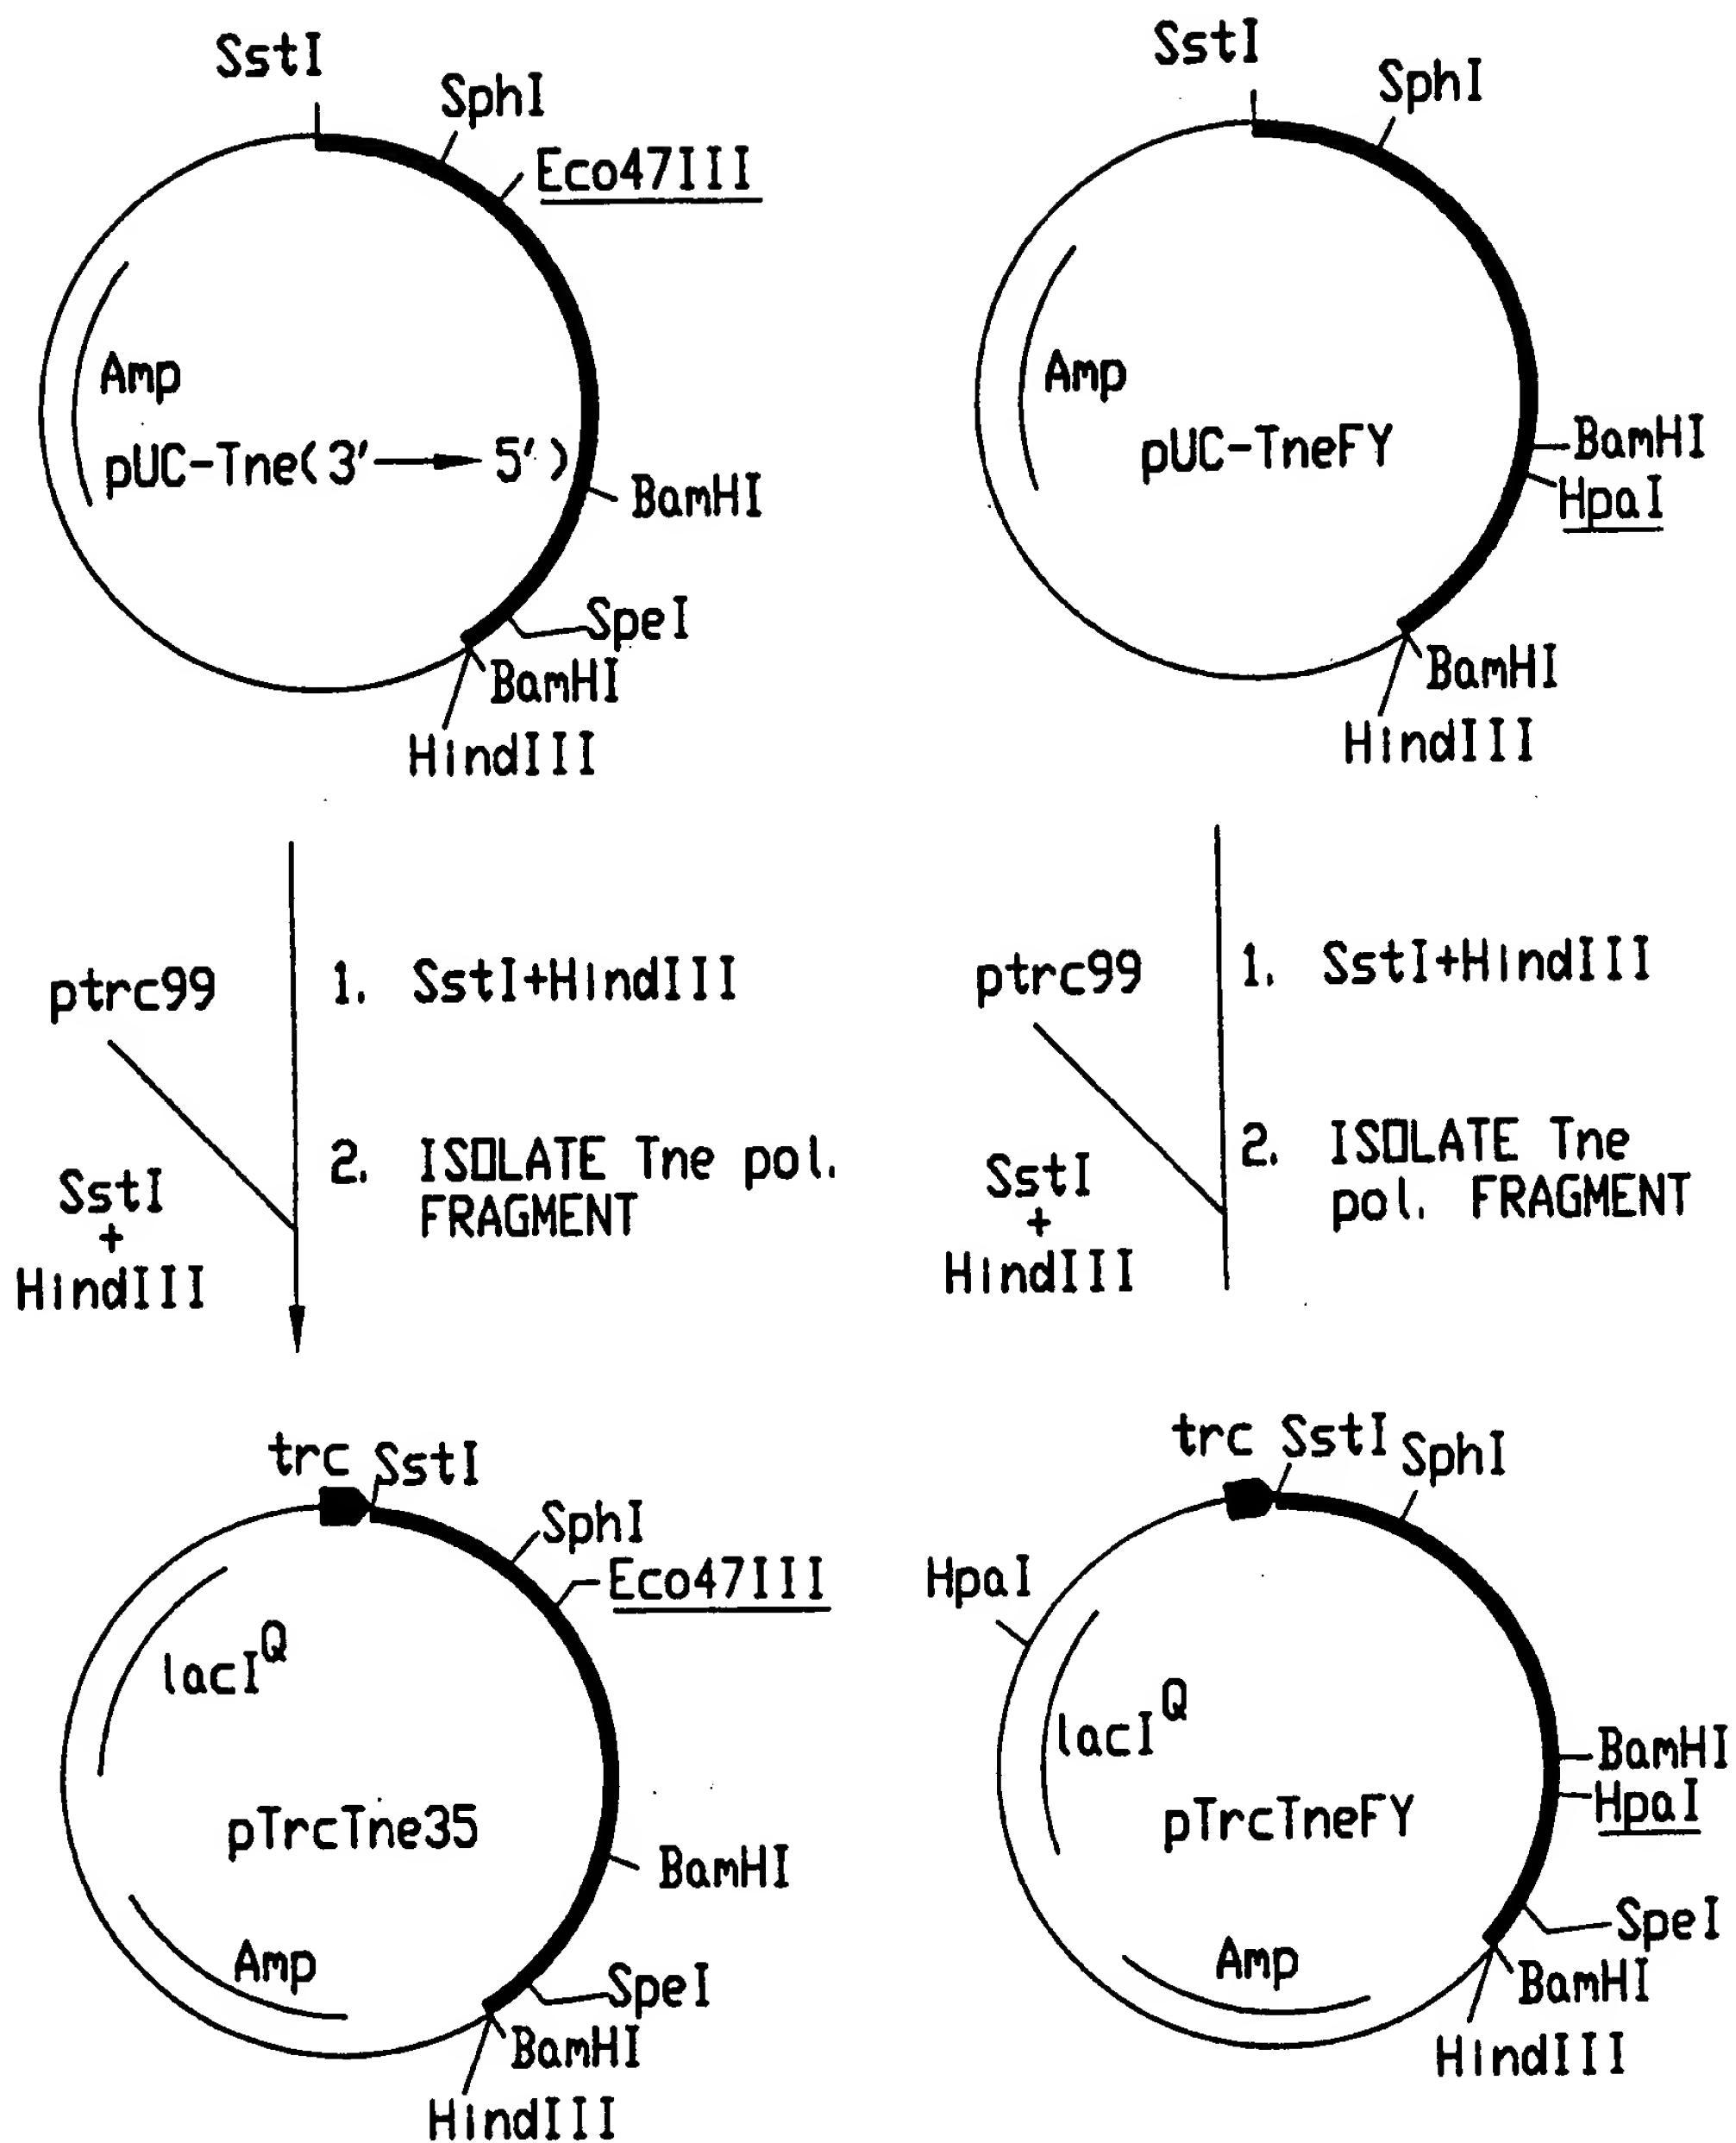 SstI
SphI
Eco47III
Amp
pUC-Tne(3' → 5')
BamHI
SpeI
BamHI
HindIII
SstI
SphI
Amp
pUC-TneFY
BamHI
HpaI
BamHI
HindIII
ptrc99
SstI
+
HindIII
1. SstI+HindIII
2. ISOLATE Tne pol.
FRAGMENT
ptrc99
SstI
+
HindIII
1. SstI+HindIII
2. ISOLATE Tne
pol. FRAGMENT
trc SstI
SphI
Eco47III
lacI^Q
pTrcTne35
BamHI
Amp
SpeI
BamHI
HindIII
trc SstI SphI
HpaI
lacI^Q
pTrcTneFY
BamHI
HpaI
SpeI
Amp
BamHI
HindIII